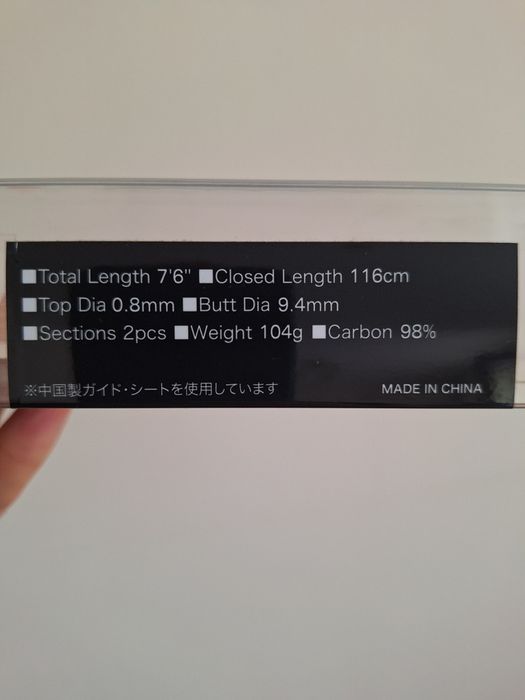 ■Total Length 7'6" ■Closed Length 116cm
■Top Dia 0.8mm ■Butt Dia 9.4mm
■Sections 2pcs ■Weight 104g ■Carbon 98%
※中国製ガイド･シートを使用しています MADE IN CHINA